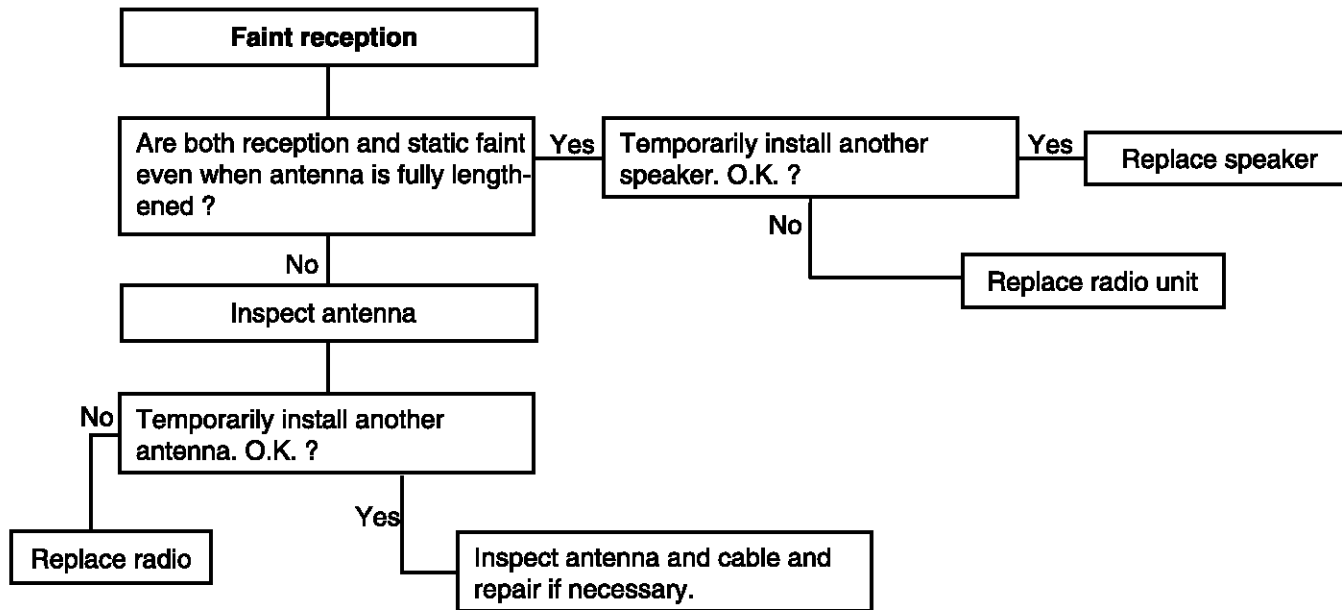 Faint reception
Are both reception and static faint
even when antenna is fully length-
ened ?
Yes
Temporarily install another
speaker. O.K. ?
Yes
Replace speaker
No
Replace radio unit
No
Inspect antenna
No
Temporarily install another
antenna. O.K. ?
Replace radio
Yes
Inspect antenna and cable and
repair if necessary.